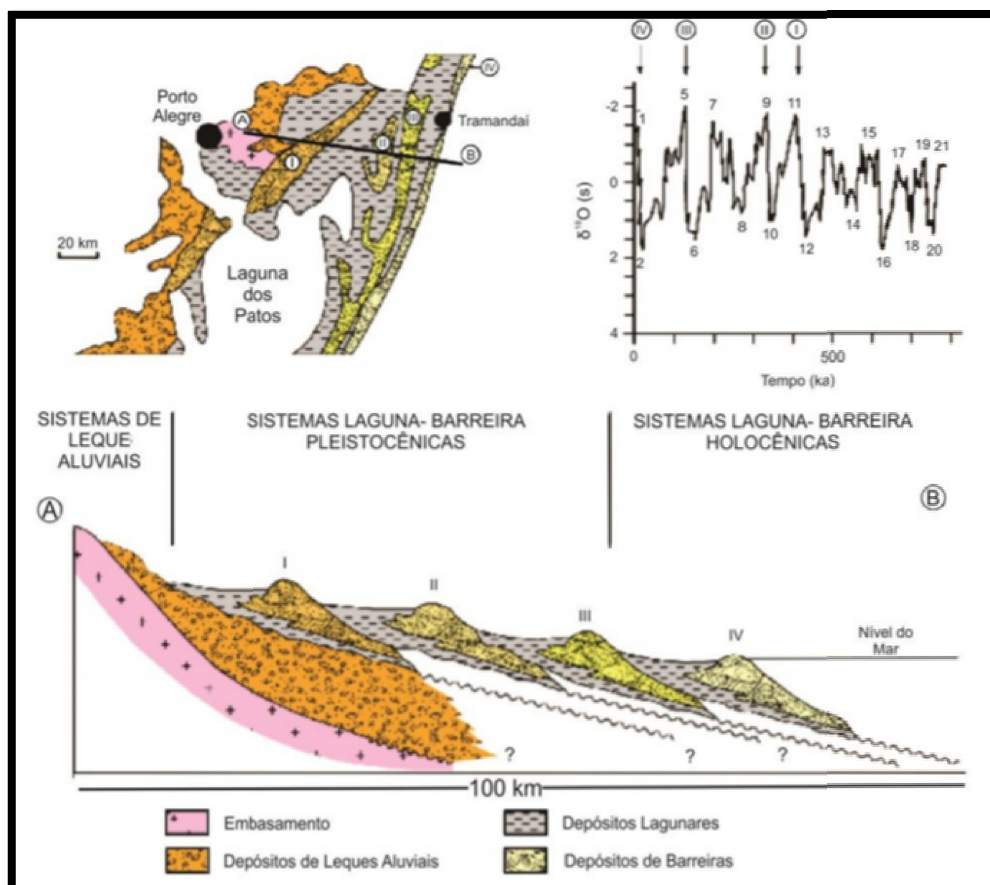 Porto
Alegre
A
I
II
III
IV
B
Tramandaí
20 km
Laguna
dos
Patos
IV III II I
δ18O (s)
-2
0
2
4
1
2
5
6
7
8
9
10
11
12
13
14
15
16
17
18
19
20
21
0 500
Tempo (ka)
SISTEMAS DE
LEQUE
ALUVIAIS
SISTEMAS LAGUNA- BARREIRA
PLEISTOCÊNICAS
SISTEMAS LAGUNA- BARREIRA
HOLOCÊNICAS
A
B
I
II
III
IV
Nível do
Mar
? ? ?
100 km
Embasamento
Depósitos Lagunares
Depósitos de Leques Aluviais
Depósitos de Barreiras